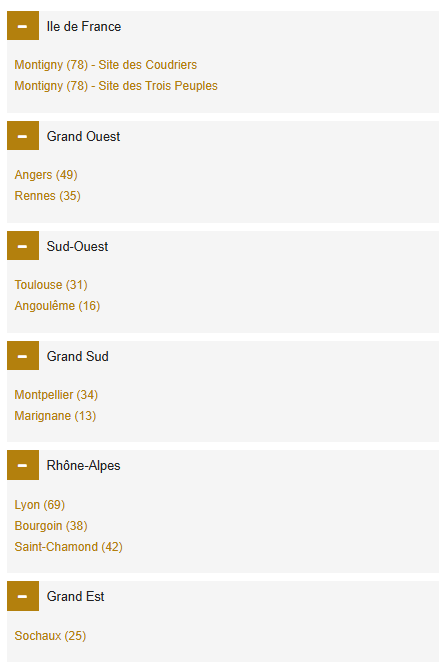 Ile de France
Montigny (78) - Site des Coudriers
Montigny (78) - Site des Trois Peuples
Grand Ouest
Angers (49)
Rennes (35)
Sud-Ouest
Toulouse (31)
Angoulême (16)
Grand Sud
Montpellier (34)
Marignane (13)
Rhône-Alpes
Lyon (69)
Bourgoin (38)
Saint-Chamond (42)
Grand Est
Sochaux (25)